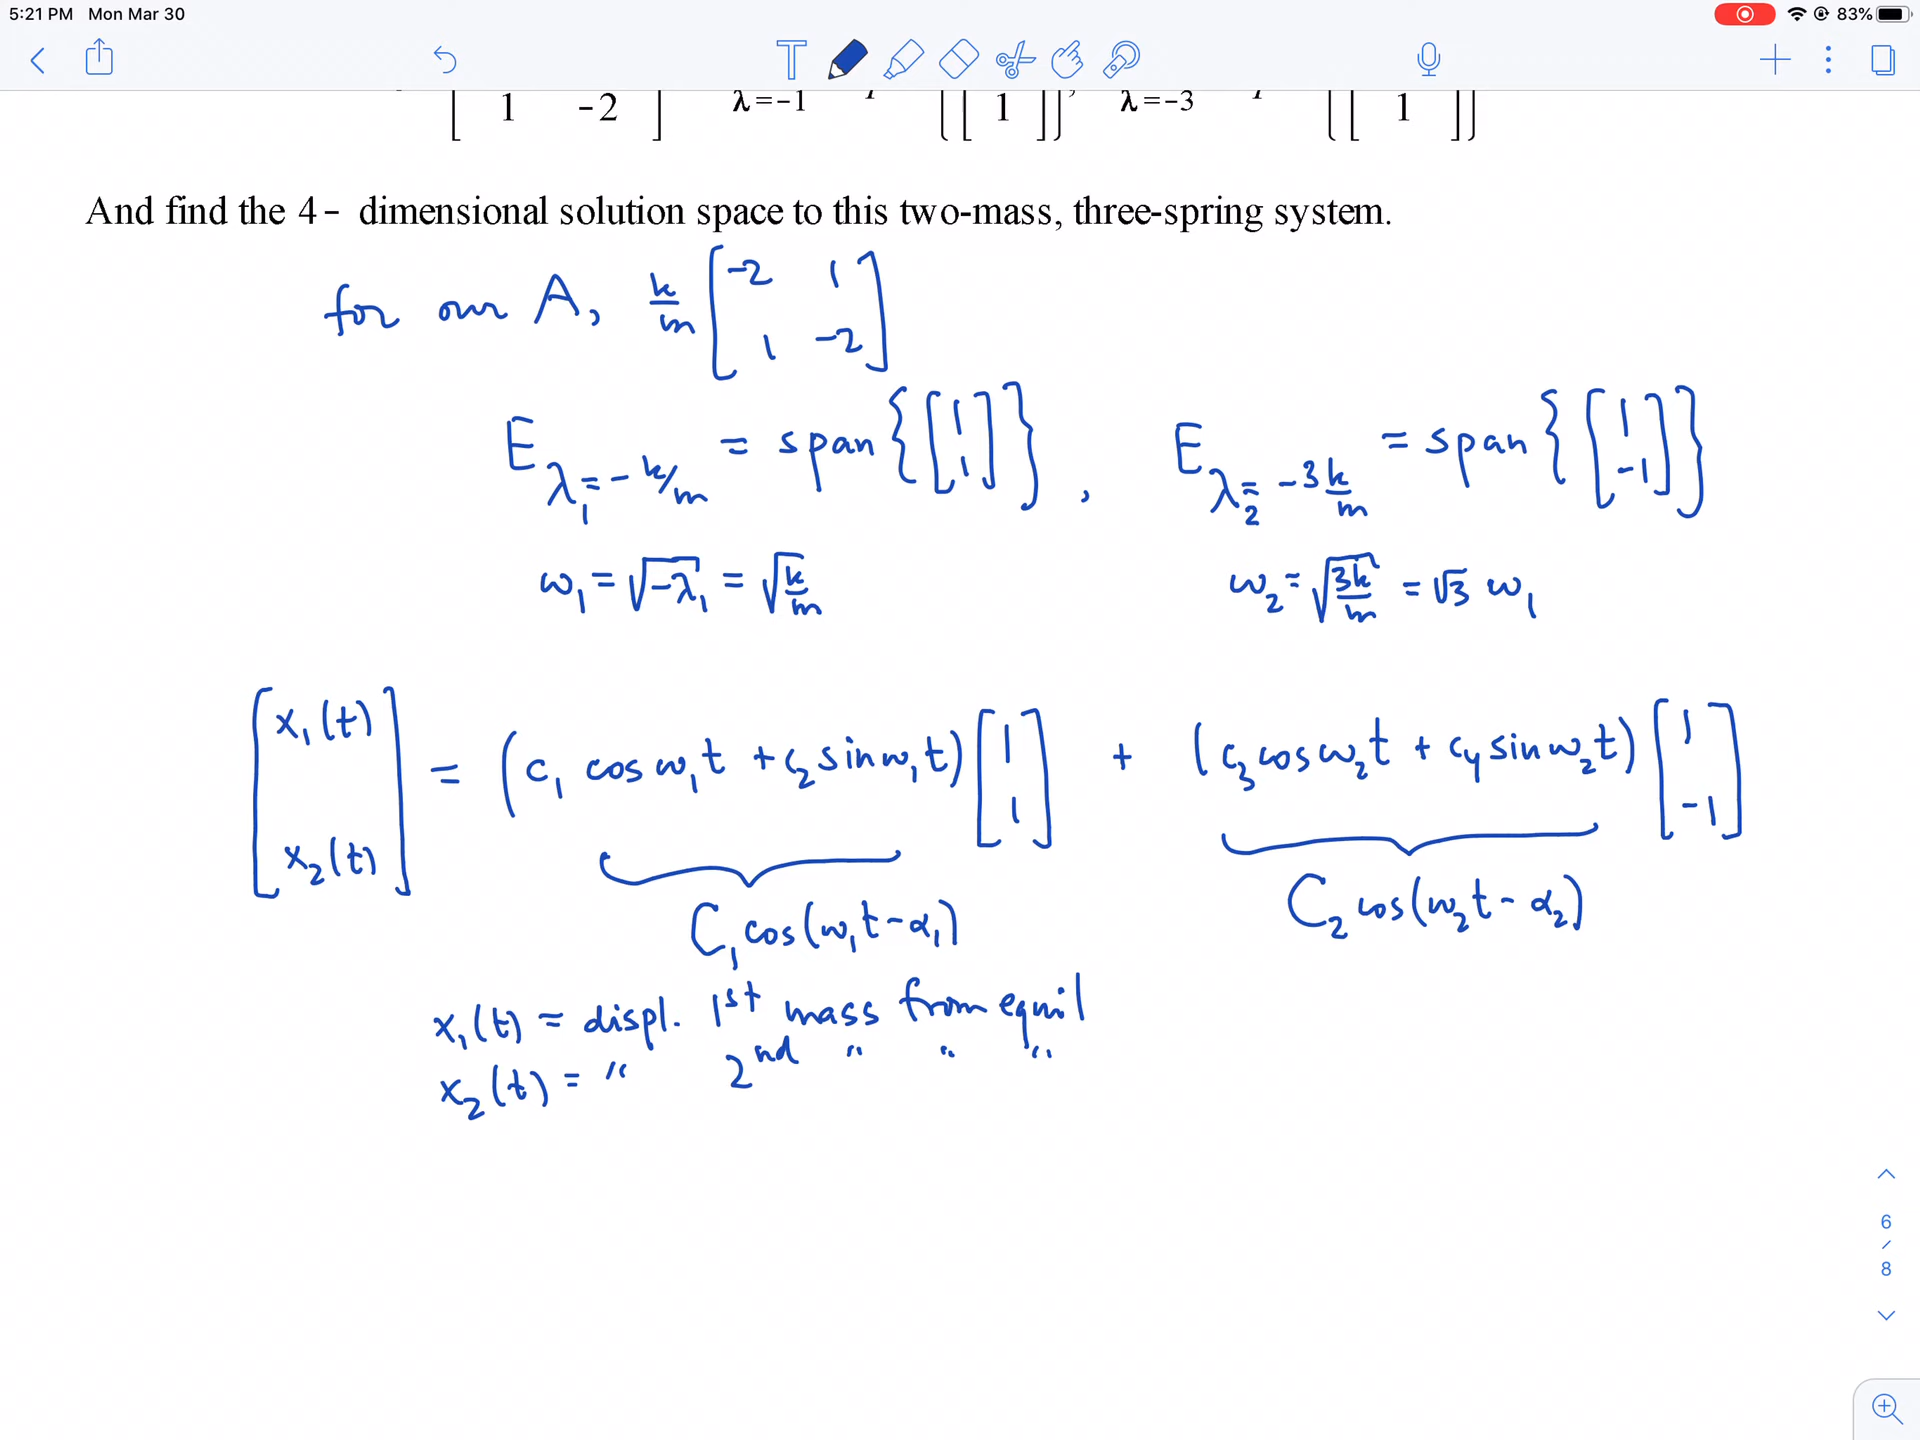 5:21 PM Mon Mar 30 83%
T
[ 1 -2 ] λ=-1 {[ 1 ]}, λ=-3 {[ 1 ]}
And find the 4- dimensional solution space to this two-mass, three-spring system.
for our A, k/m [-2 1
1 -2]
E λ₁=-k/m = span{[1
1]}, E λ₂=-3k/m = span{[1
-1]}
ω₁ = √-λ₁ = √k/m ω₂ = √3k/m = √3 ω₁
[x₁(t)
x₂(t)] = (c₁ cos ω₁t + c₂ sin ω₁t)[1
1] + (c₃ cos ω₂t + c₄ sin ω₂t)[1
-1]
C₁ cos(ω₁t-α₁) C₂ cos(ω₂t-α₂)
x₁(t) = displ. 1st mass from equil
x₂(t) = " 2nd " " "
6
/
8